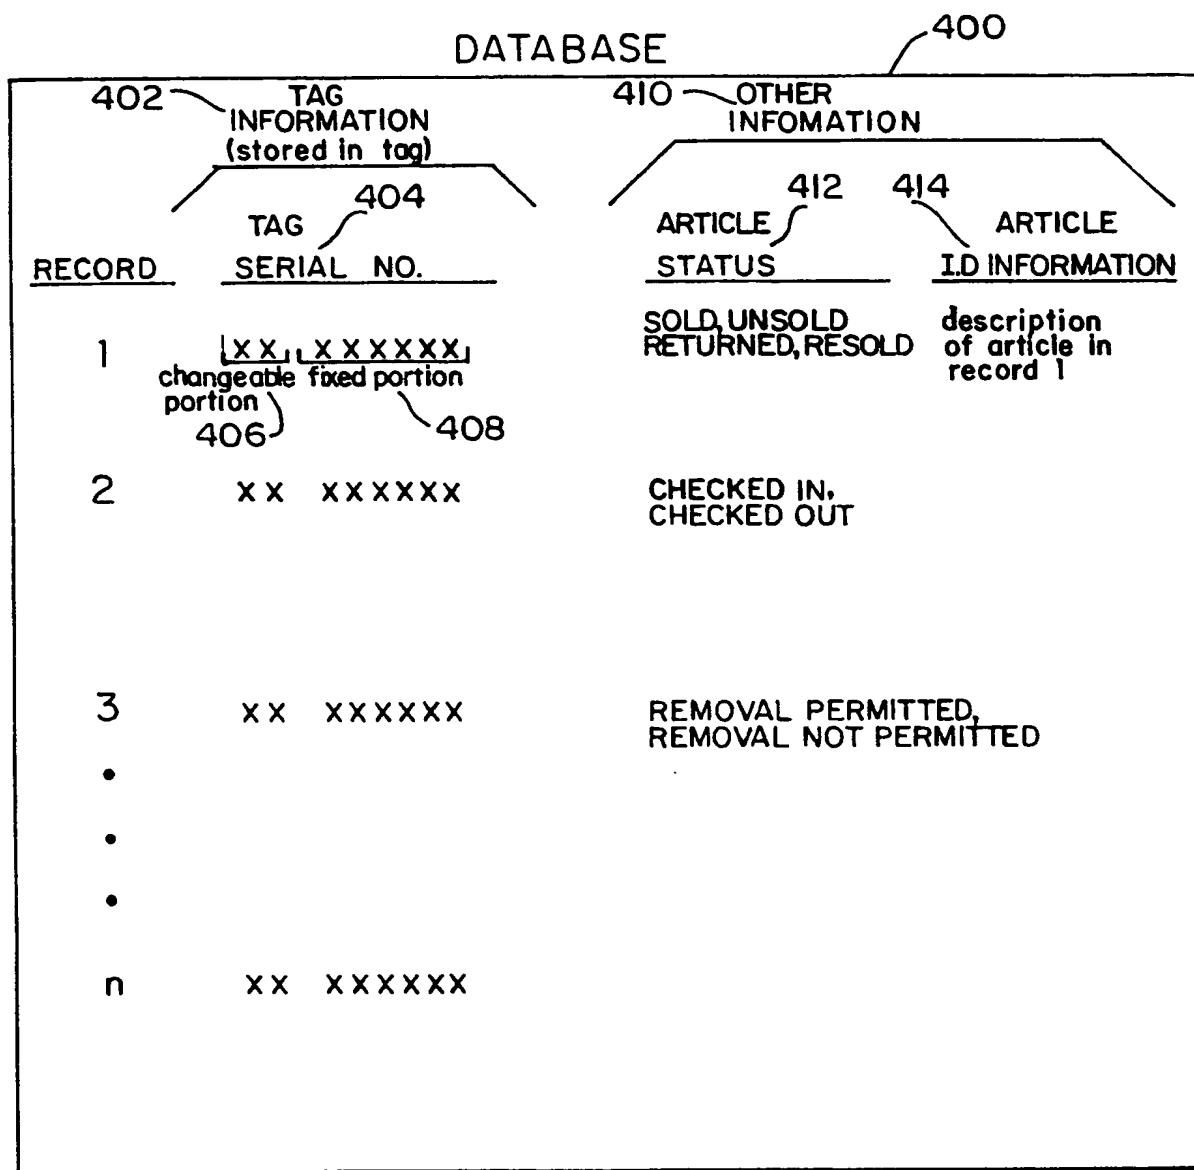 DATABASE
400
402
TAG
INFORMATION
(stored in tag)
410
OTHER
INFOMATION
404
412
414
TAG
ARTICLE
ARTICLE
RECORD
SERIAL NO.
STATUS
I.D INFORMATION
1
XX XXXXXX
SOLD, UNSOLD
RETURNED, RESOLD
description
of article in
record 1
changeable
portion
fixed portion
406
408
2
XX XXXXXX
CHECKED IN,
CHECKED OUT
3
XX XXXXXX
REMOVAL PERMITTED,
REMOVAL NOT PERMITTED
n
XX XXXXXX